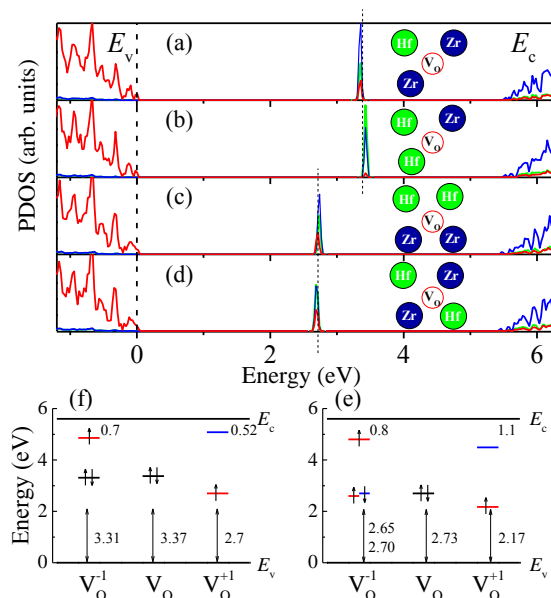 E_v (a) Hf Zr V_O Zr E_c
(b) Hf Zr V_O Hf
(c) Hf Hf V_O Zr Zr
(d) Hf Zr V_O Zr Hf
PDOS (arb. units)
0 2 4 6
Energy (eV)
(f) (e)
6 E_c 6 E_c
0.7 0.52 0.8 1.1
4 4
Energy (eV)
2 2
3.31 3.37 2.7 2.65 2.73 2.17
2.70
0 E_v 0 E_v
V_O^-1 V_O V_O^+1 V_O^-1 V_O V_O^+1